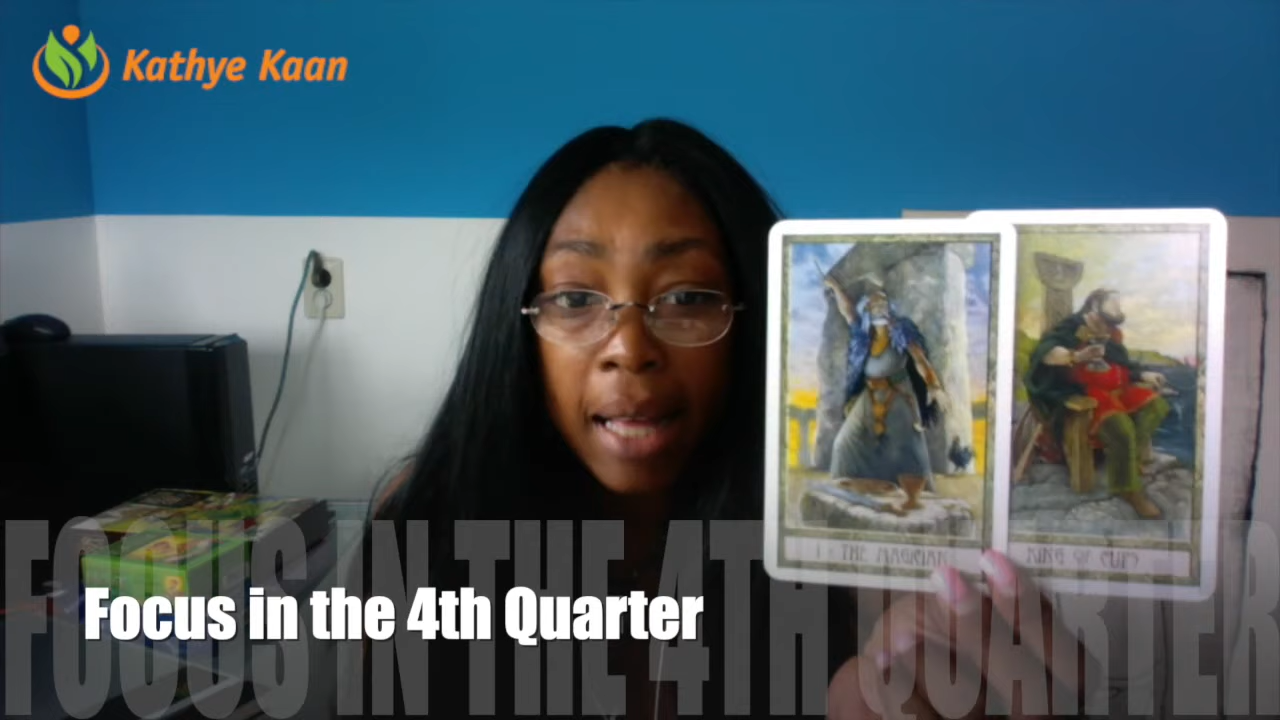 Kathye Kaan
I • THE MAGICIAN
KING OF CUPS
FOCUS IN THE 4TH QUARTER
Focus in the 4th Quarter